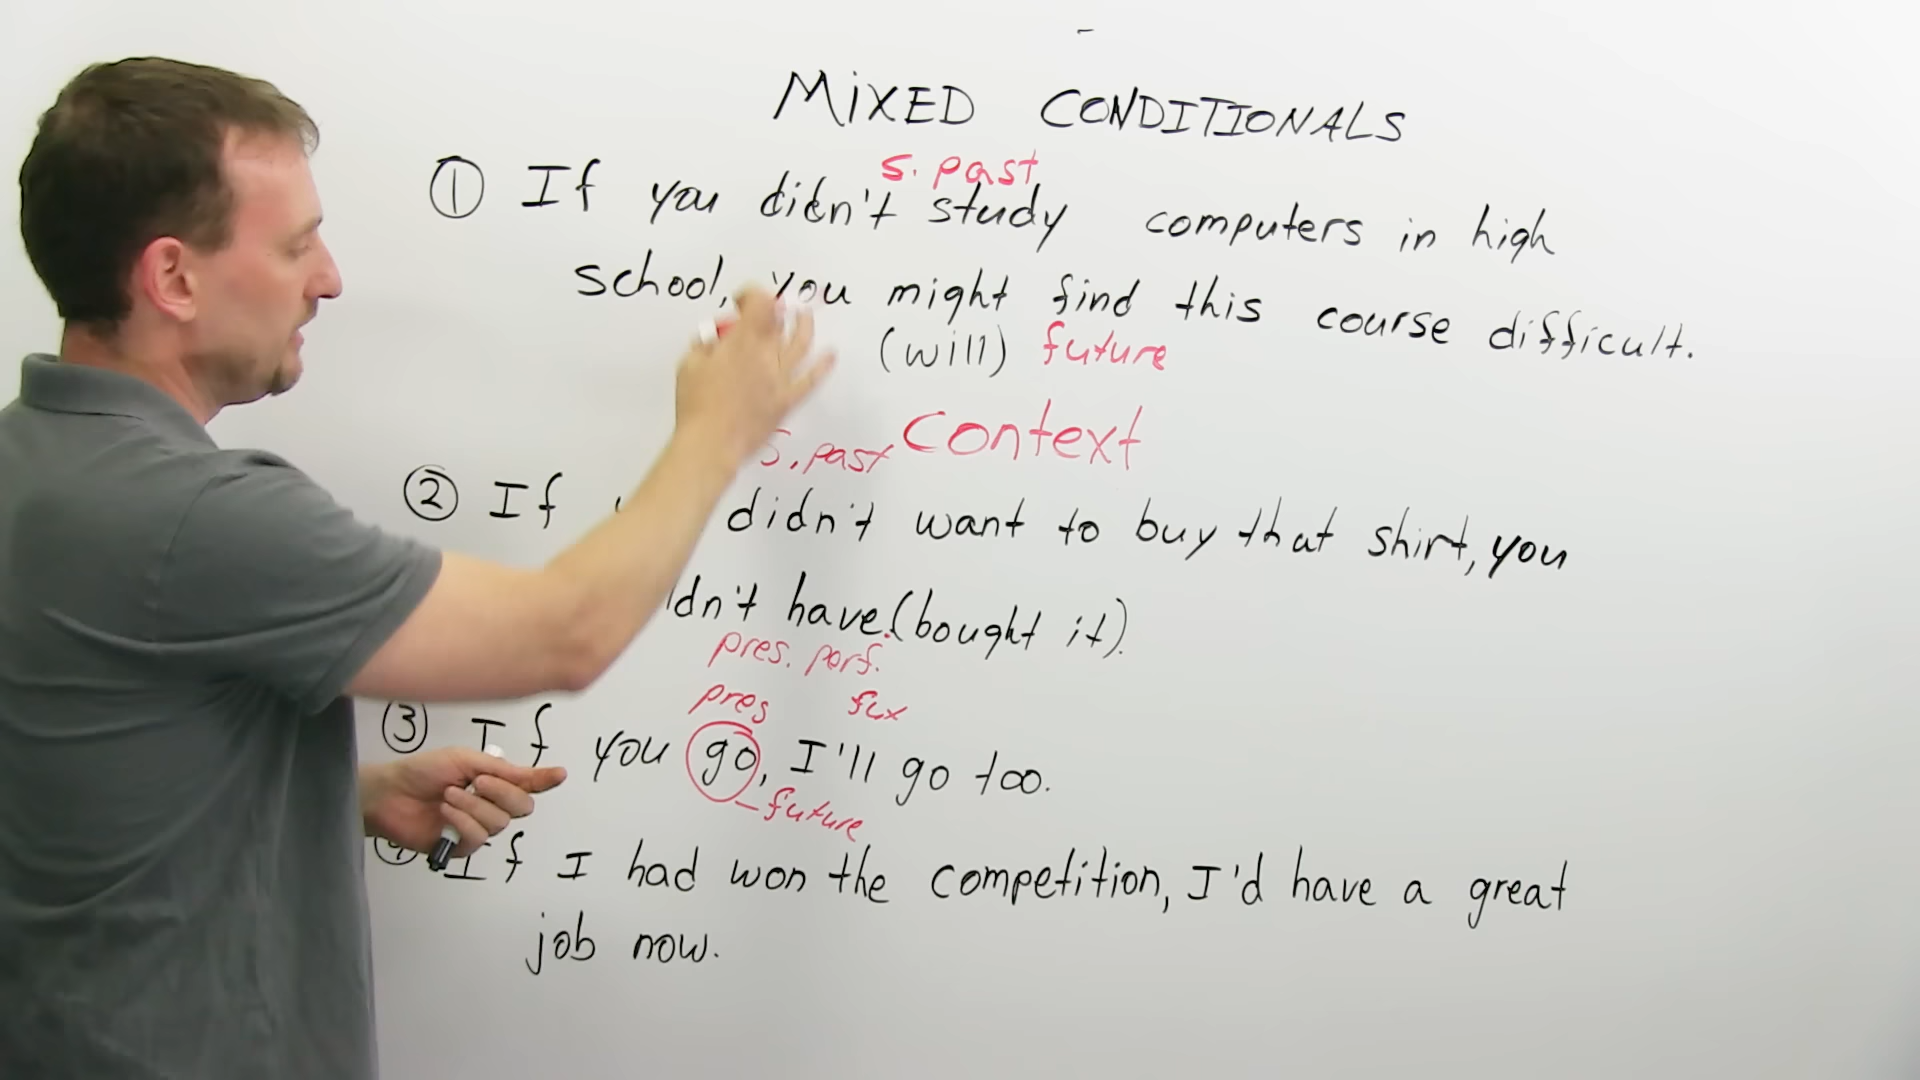 MiXED CONDITIONALS
s. past
① If you didn't study computers in high
school, you might find this course difficult.
(will) future
Context
s. past
② If didn't want to buy that shirt, you
have (bought it).
pres. perf.
pres fux
③ If you go, I'll go too.
future
If I had won the competition, I'd have a great
job now.